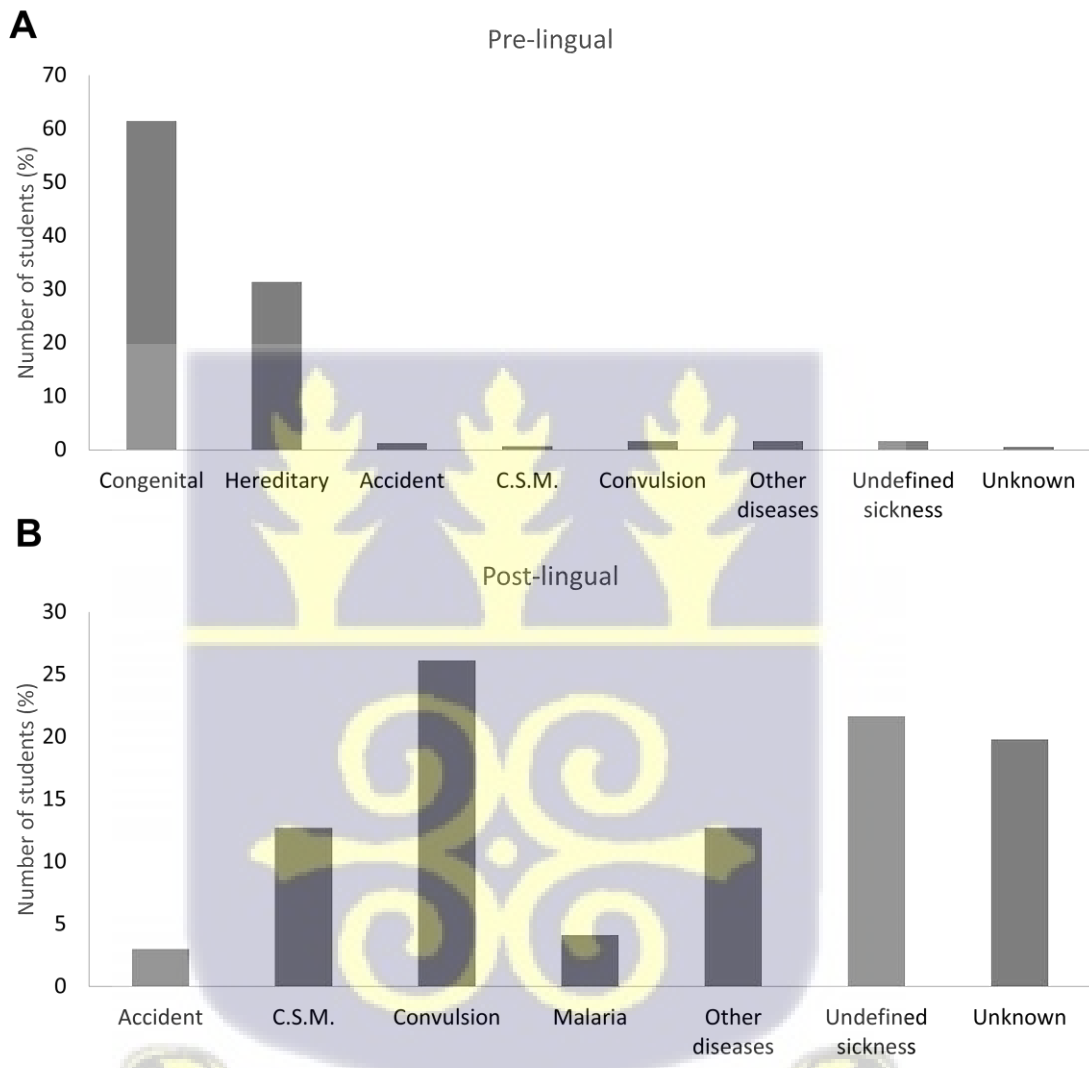 A
Pre-lingual
Number of students (%)
70
60
50
40
30
20
10
0
Congenital Hereditary Accident C.S.M. Convulsion Other diseases Undefined sickness Unknown
B
Post-lingual
Number of students (%)
30
25
20
15
10
5
0
Accident C.S.M. Convulsion Malaria Other diseases Undefined sickness Unknown